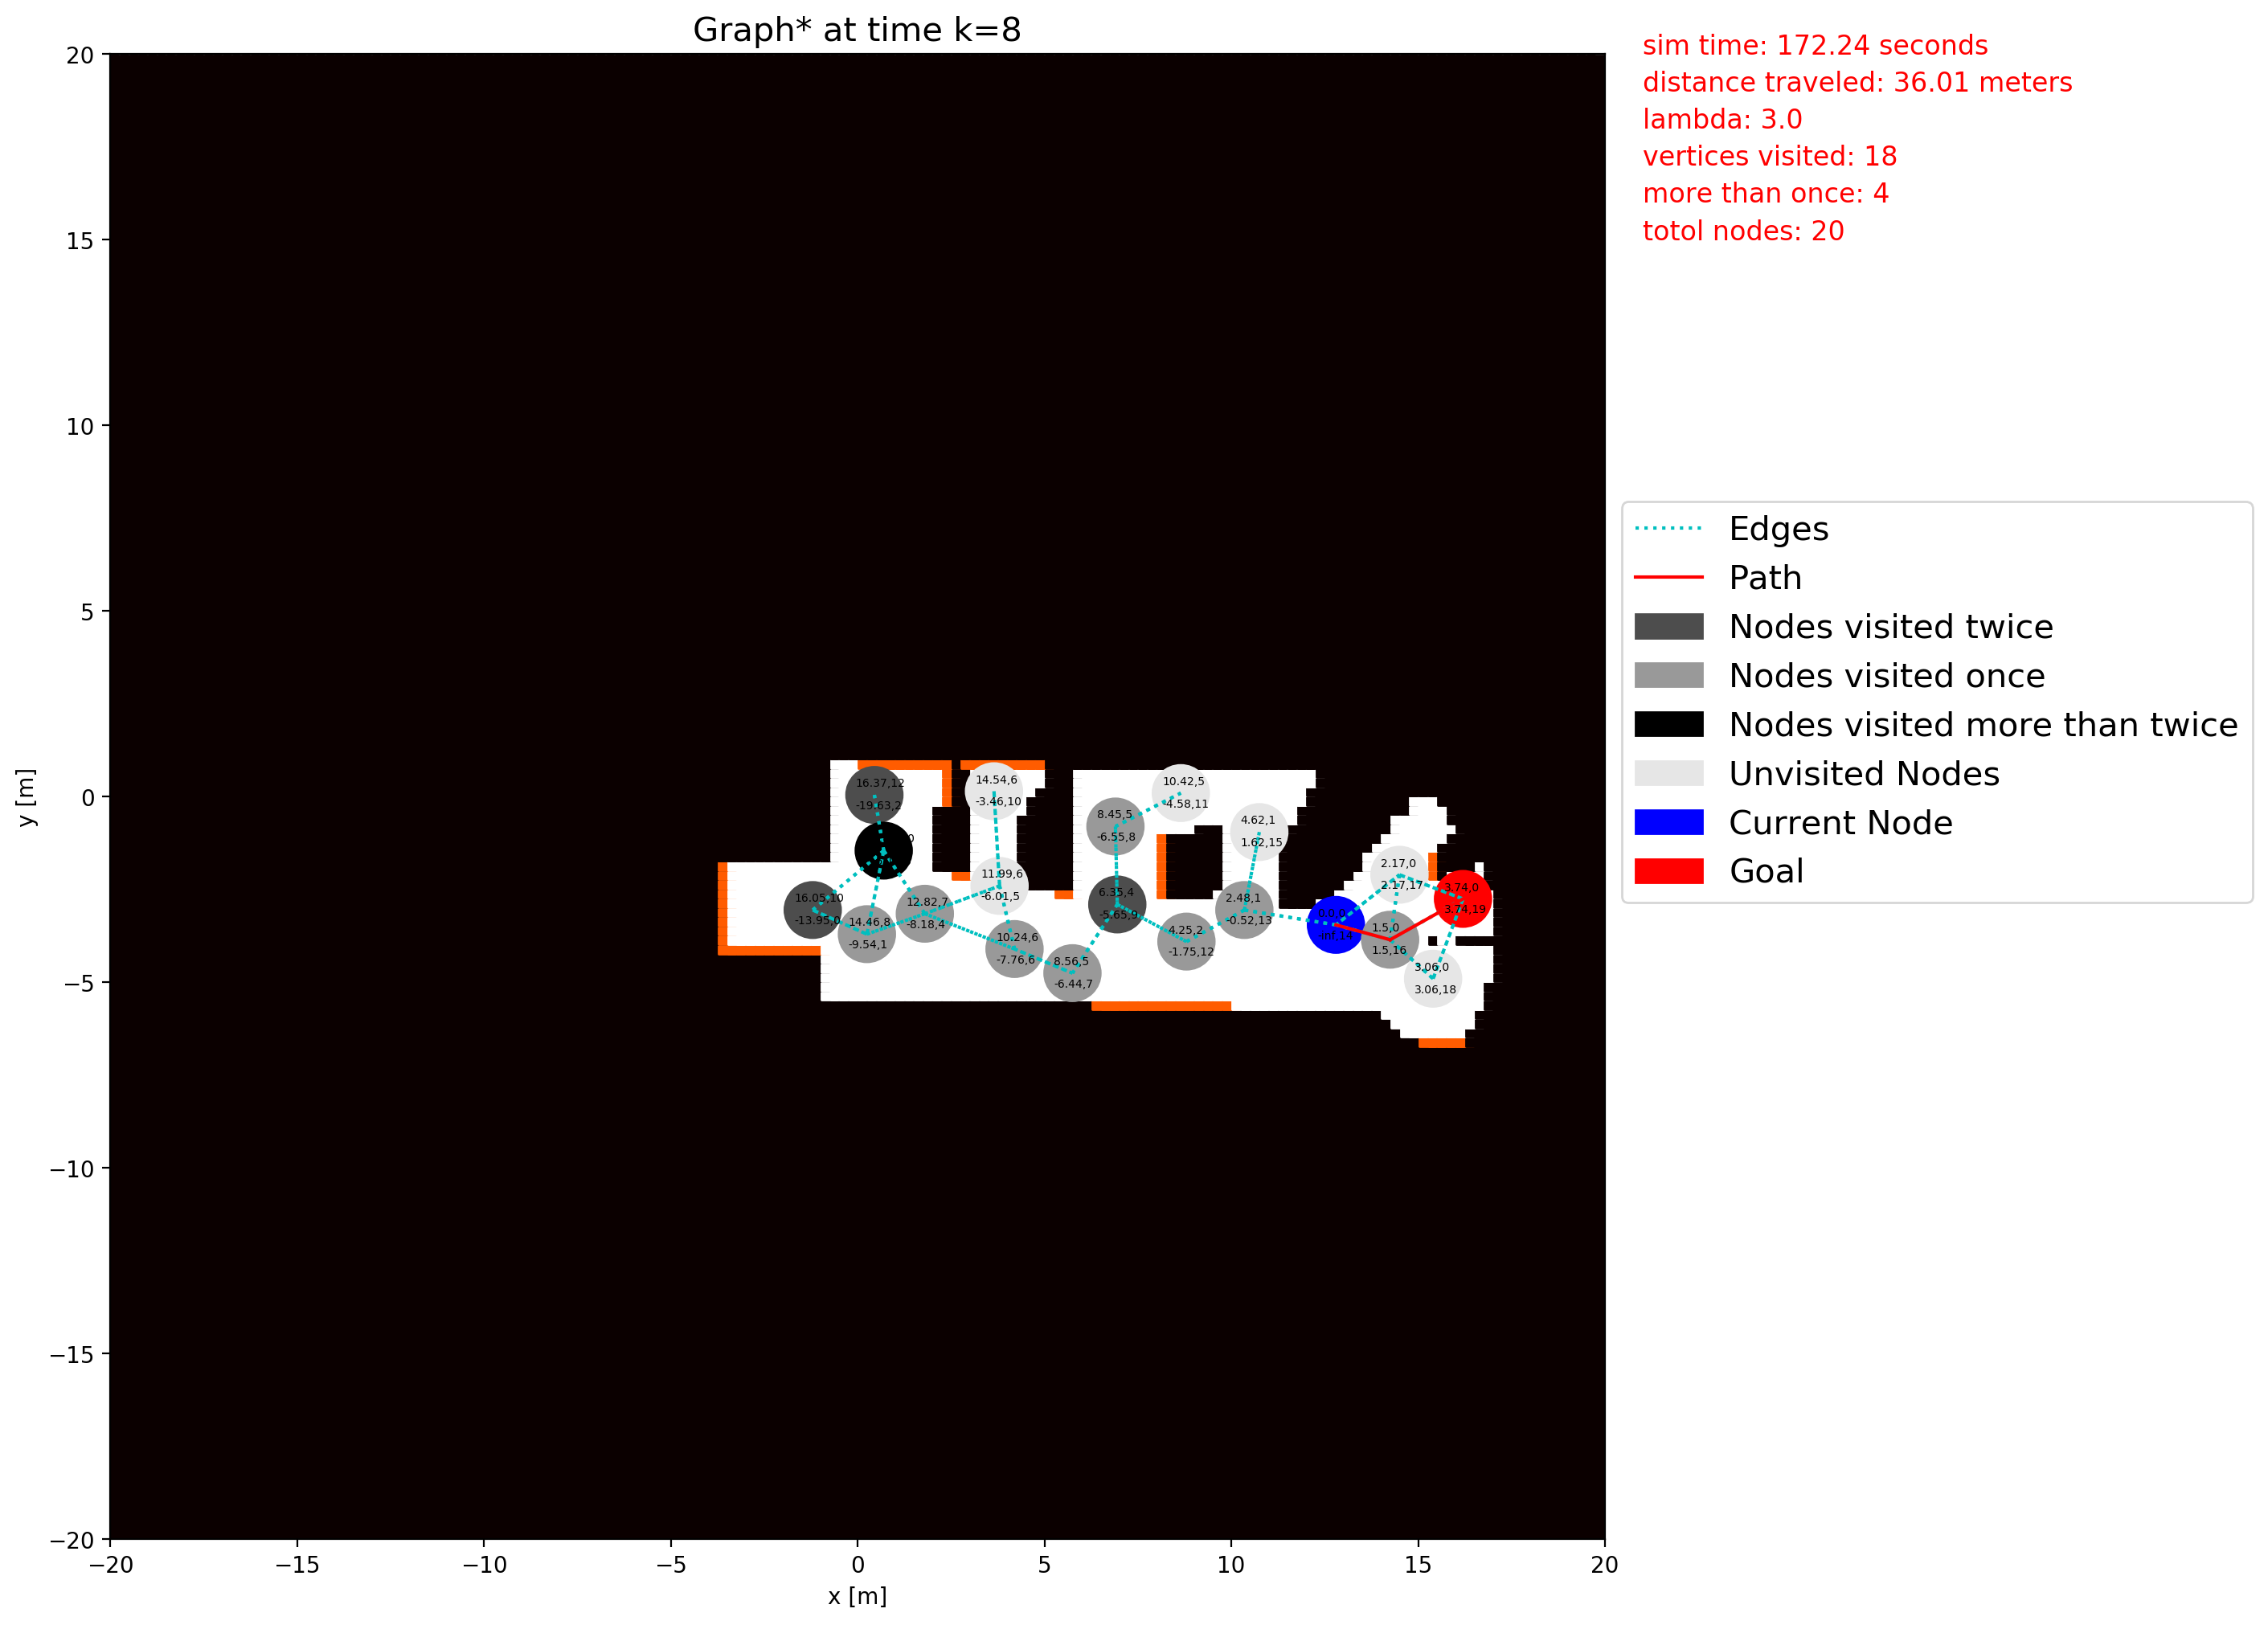 Graph* at time k=8
sim time: 172.24 seconds
distance traveled: 36.01 meters
lambda: 3.0
vertices visited: 18
more than once: 4
totol nodes: 20
20
15
10
5
0
−5
−10
−15
−20
y [m]
−20 −15 −10 −5 0 5 10 15 20
x [m]
16.37,12
-19.63,2
14.54,6
-3.46,10
10.42,5
-4.58,11
8.45,5
-6.55,8
4.62,1
1.62,15
11.99,6
-6.01,5
2.17,0
2.17,17
16.05,10
-13.95,0
14.46,8
-9.54,1
12.82,7
-8.18,4
6.35,4
-5.65,9
2.48,1
-0.52,13
3.74,0
3.74,19
0.0,0
-inf,14
1.5,0
1.5,16
10.24,6
-7.76,6
8.56,5
-6.44,7
4.25,2
-1.75,12
3.06,0
3.06,18
Edges
Path
Nodes visited twice
Nodes visited once
Nodes visited more than twice
Unvisited Nodes
Current Node
Goal